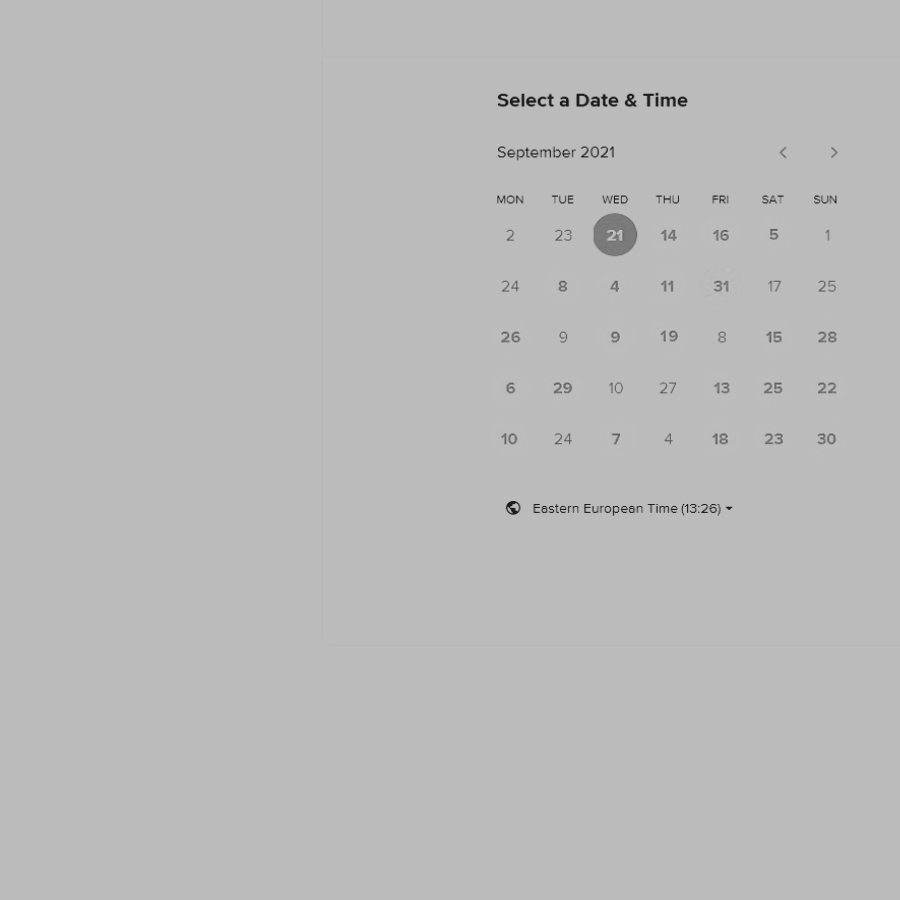 Select a Date & Time
September 2021
MON TUE WED THU FRI SAT SUN
2 23 21 14 16 5 1
24 8 4 11 31 17 25
26 9 9 19 8 15 28
6 29 10 27 13 25 22
10 24 7 4 18 23 30
Eastern European Time (13:26)